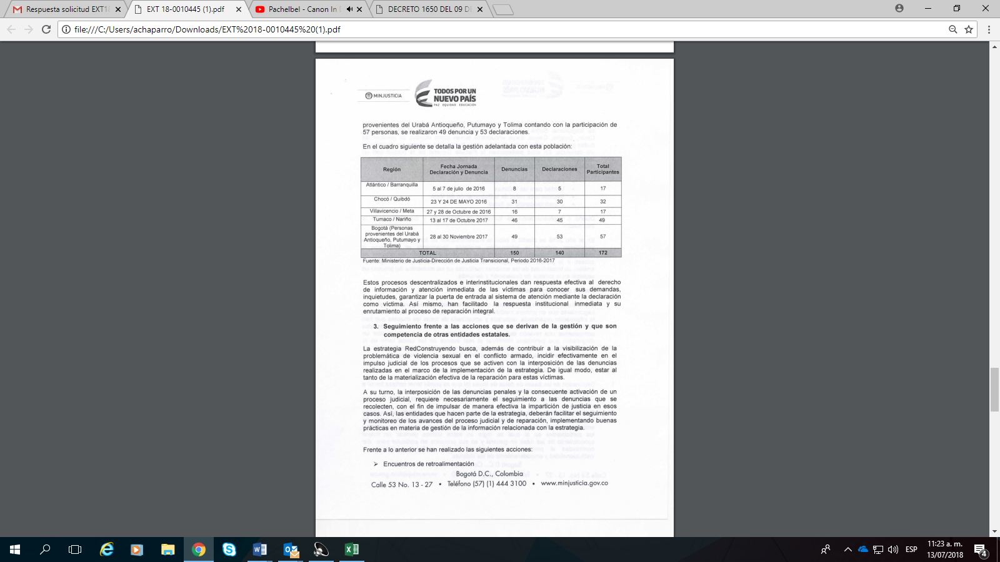 Respuesta solicitud EXT18
EXT 18-0010445 (1).pdf
Pachelbel - Canon In
DECRETO 1650 DEL 09 DE
file:///C:/Users/achaparro/Downloads/EXT%2018-0010445%20(1).pdf
MINJUSTICIA
TODOS POR UN
NUEVO PAÍS
PAZ EQUIDAD EDUCACIÓN
provenientes del Urabá Antioqueño, Putumayo y Tolima contando con la participación de
57 personas, se realizaron 49 denuncia y 53 declaraciones.
En el cuadro siguiente se detalla la gestión adelantada con esta población:
Región Fecha Jornada Declaración y Denuncia Denuncias Declaraciones Total Participantes
Atlántico / Barranquilla 5 al 7 de julio de 2016 8 5 17
Chocó / Quibdó 23 Y 24 DE MAYO 2016 31 30 32
Villavicencio / Meta 27 y 28 de Octubre de 2016 16 7 17
Tumaco / Nariño 13 al 17 de Octubre 2017 46 45 49
Bogotá (Personas provenientes del Urabá Antioqueño, Putumayo y Tolima) 28 al 30 Noviembre 2017 49 53 57
TOTAL 150 140 172
Fuente: Ministerio de Justicia-Dirección de Justicia Transicional, Periodo 2016-2017
Estos procesos descentralizados e interinstitucionales dan respuesta efectiva al derecho
de información y atención inmediata de las víctimas para conocer sus demandas,
inquietudes, garantizar la puerta de entrada al sistema de atención mediante la declaración
como víctima. Así mismo, han facilitado la respuesta institucional inmediata y su
enrutamiento al proceso de reparación integral.
3. Seguimiento frente a las acciones que se derivan de la gestión y que son
competencia de otras entidades estatales.
La estrategia RedConstruyendo busca, además de contribuir a la visibilización de la
problemática de violencia sexual en el conflicto armado, incidir efectivamente en el
impulso judicial de los procesos que se activen con la interposición de las denuncias
realizadas en el marco de la implementación de la estrategia. De igual modo, estar al
tanto de la materialización efectiva de la reparación para estas víctimas.
A su turno, la interposición de las denuncias penales y la consecuente activación de un
proceso judicial, requiere necesariamente el seguimiento a las denuncias que se
recolecten, con el fin de impulsar de manera efectiva la impartición de justicia en esos
casos. Así, las entidades que hacen parte de la estrategia, deberán facilitar el seguimiento
y monitoreo de los avances del proceso judicial y de reparación, implementando buenas
prácticas en materia de gestión de la información relacionada con la estrategia.
Frente a lo anterior se han realizado las siguientes acciones:
➢ Encuentros de retroalimentación
Bogotá D.C., Colombia
Calle 53 No. 13 - 27 • Teléfono (57) (1) 444 3100 • www.minjusticia.gov.co
ESP
11:23 a. m.
13/07/2018
4